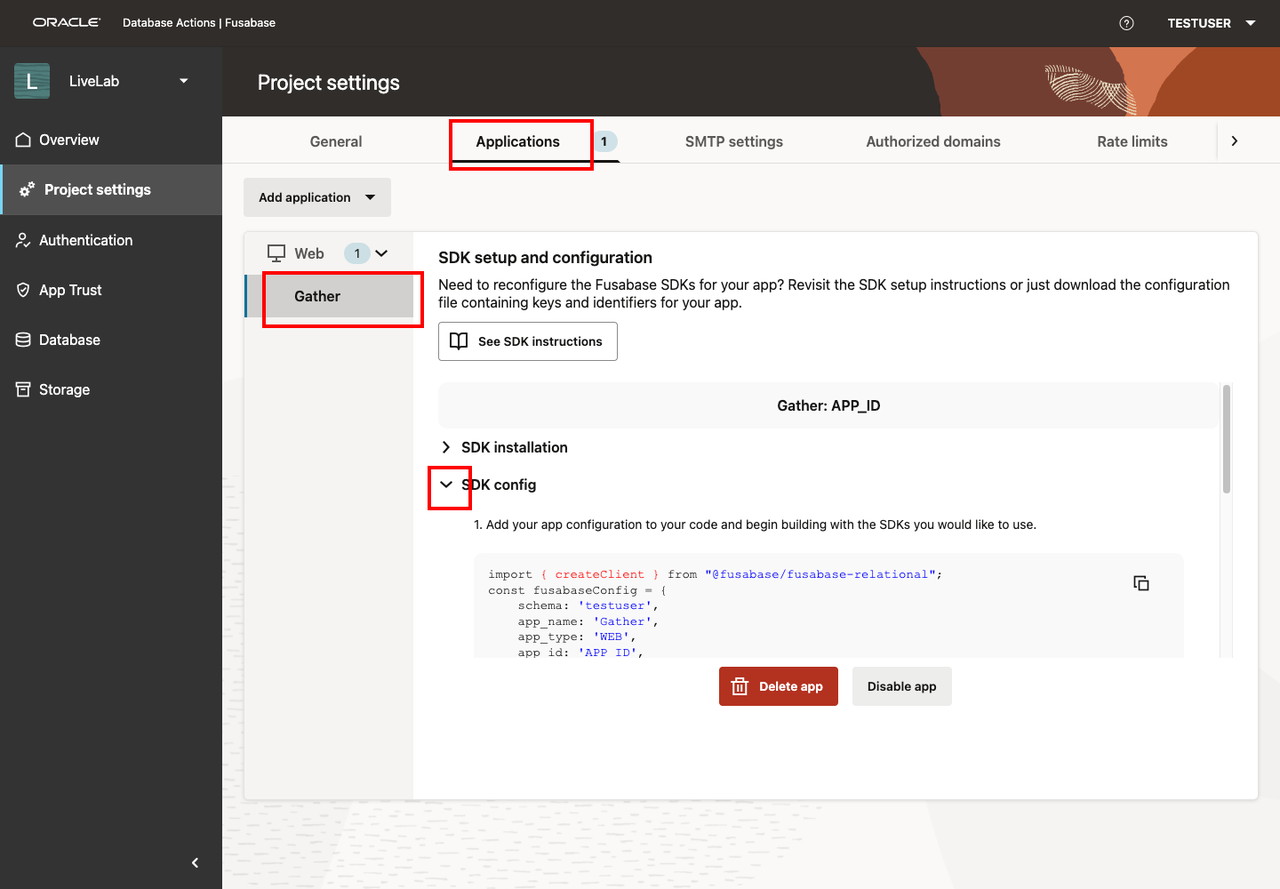 ORACLE Database Actions | Fusabase
TESTUSER
L LiveLab
Project settings
Overview
Project settings
Authentication
App Trust
Database
Storage
General
Applications 1
SMTP settings
Authorized domains
Rate limits
Add application
Web 1
Gather
SDK setup and configuration
Need to reconfigure the Fusabase SDKs for your app? Revisit the SDK setup instructions or just download the configuration
file containing keys and identifiers for your app.
See SDK instructions
Gather: APP_ID
SDK installation
SDK config
1. Add your app configuration to your code and begin building with the SDKs you would like to use.
import { createClient } from "@fusabase/fusabase-relational";
const fusabaseConfig = {
schema: 'testuser',
app_name: 'Gather',
app_type: 'WEB',
app_id: 'APP_ID',
Delete app
Disable app